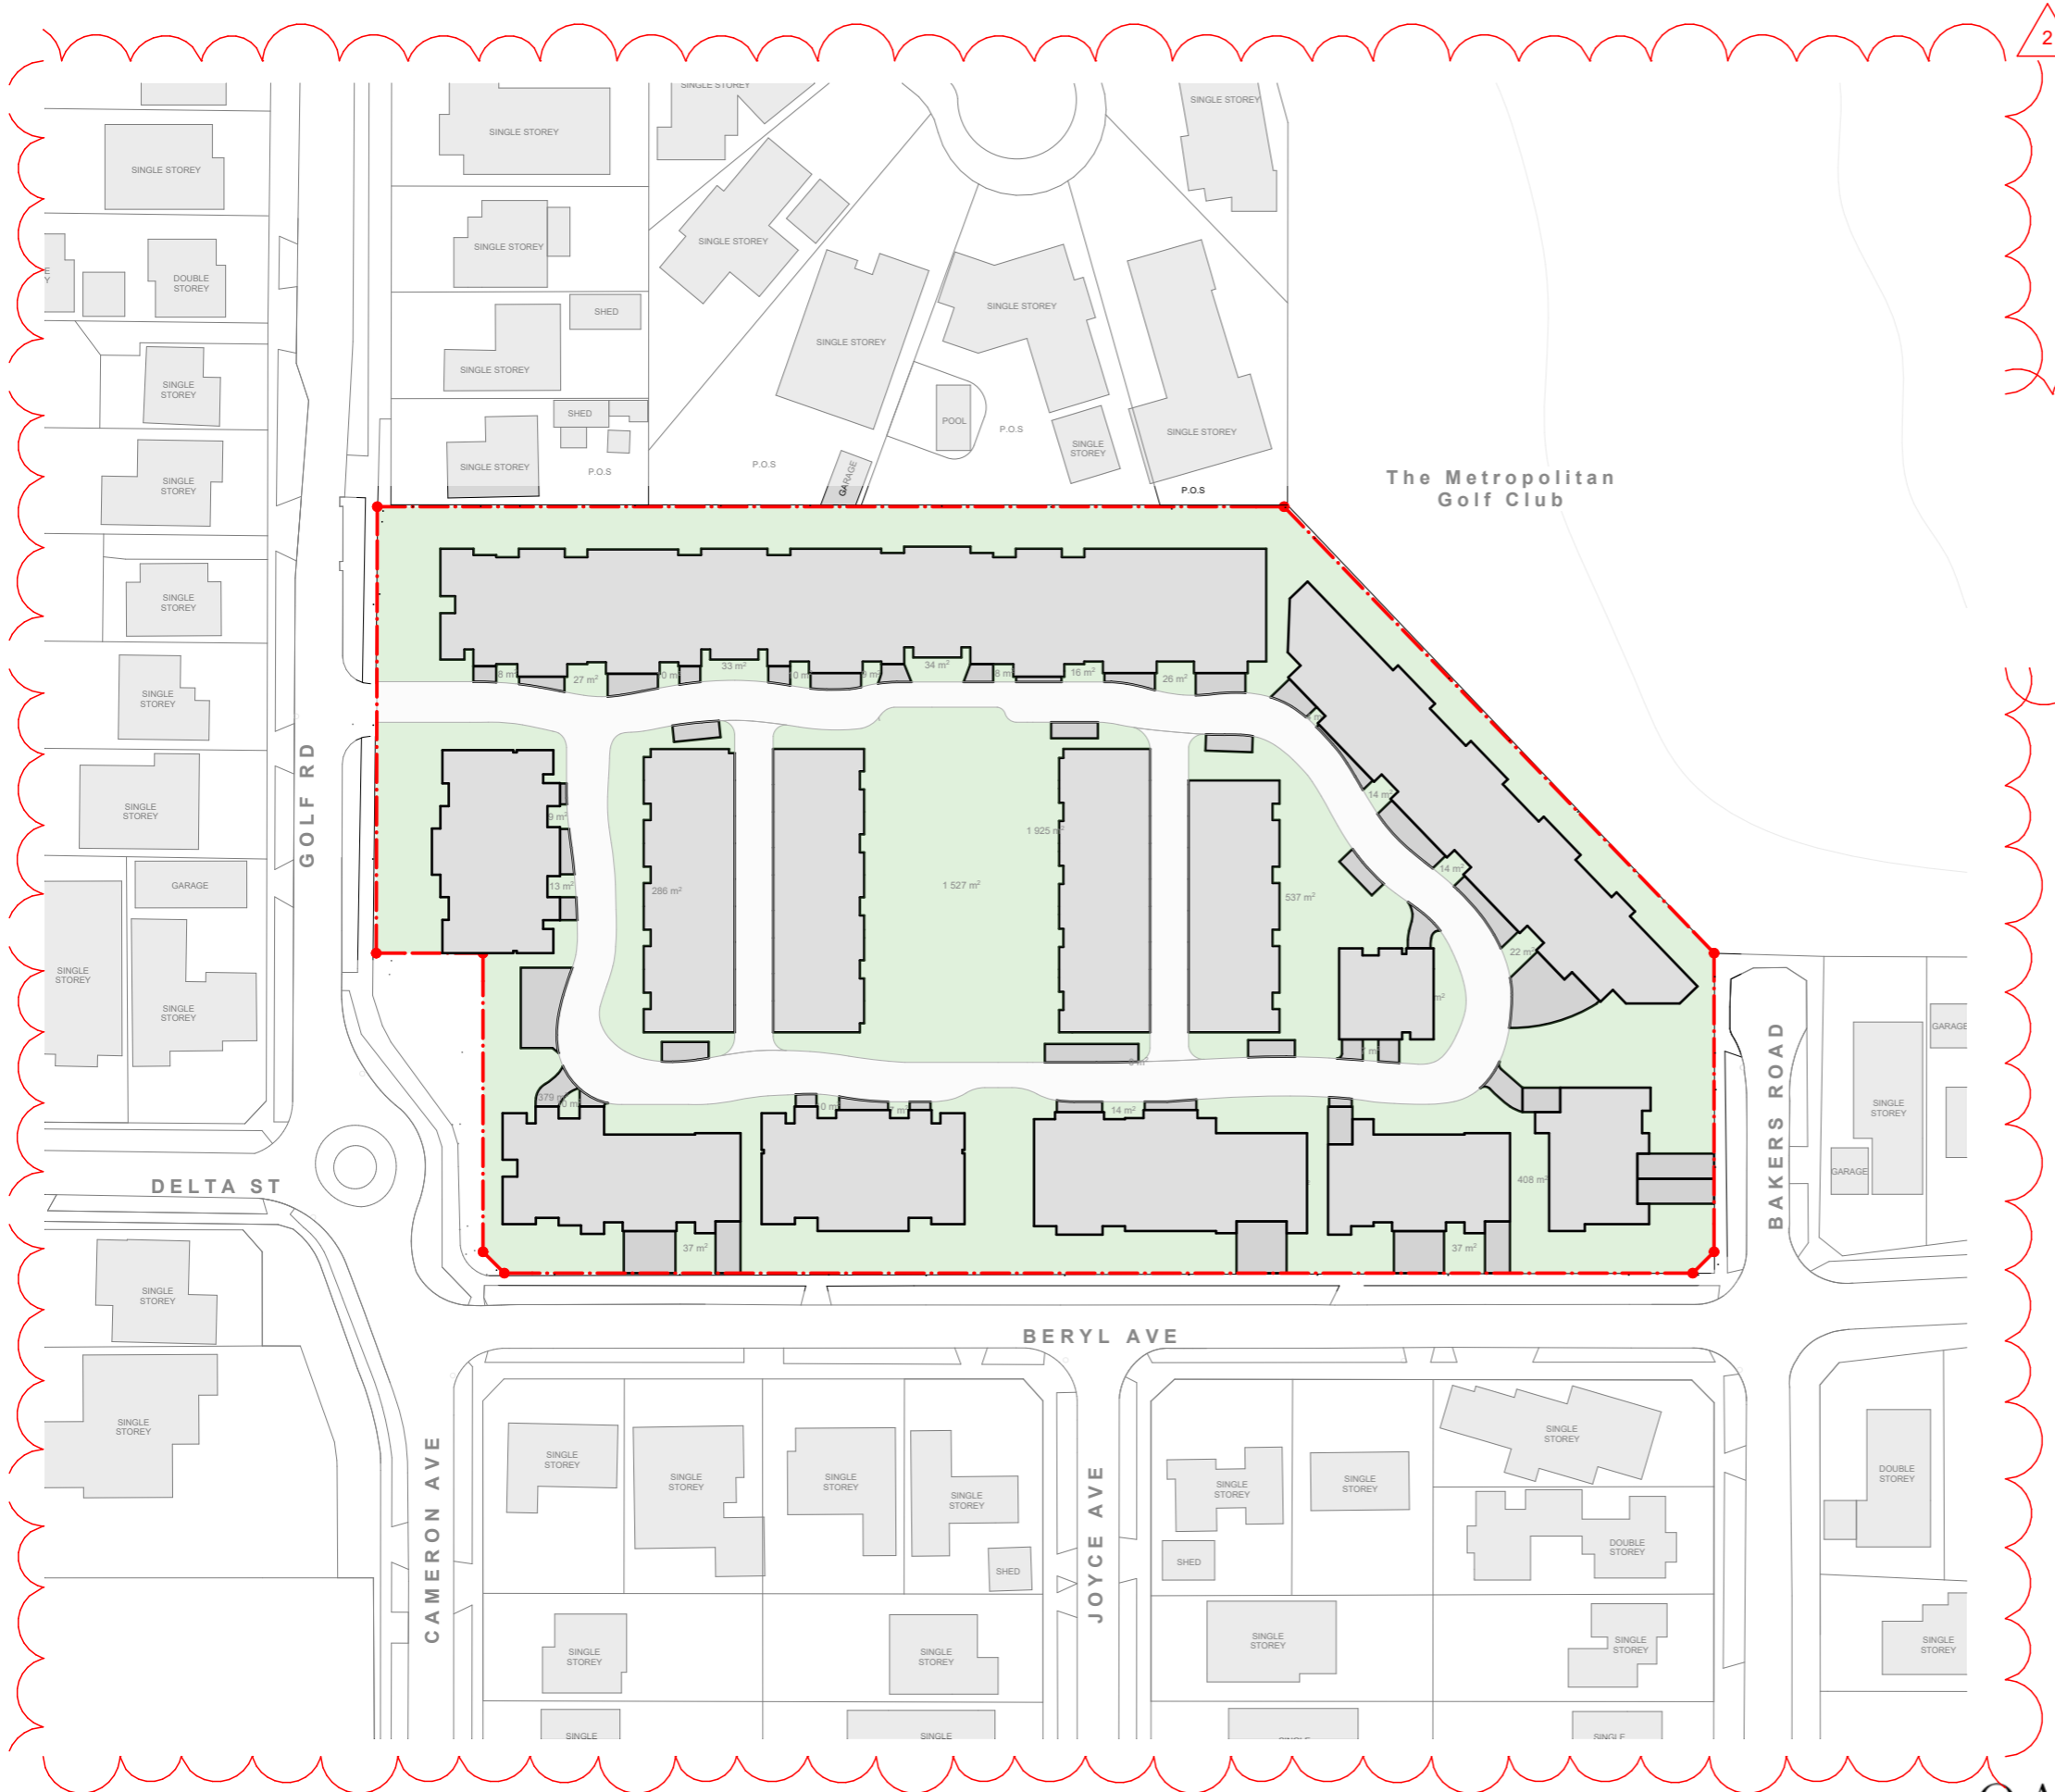 2
SINGLE STOREY
SINGLE STOREY
SINGLE STOREY
SINGLE STOREY
SINGLE STOREY
SINGLE STOREY
SINGLE STOREY
DOUBLE
STOREY
SHED
SINGLE STOREY
SINGLE STOREY
SINGLE STOREY
SINGLE
STOREY
SHED
POOL
P.O.S
SINGLE
STOREY
SINGLE STOREY
SINGLE STOREY
P.O.S
P.O.S
GARAGE
P.O.S
SINGLE
STOREY
The Metropolitan
Golf Club
SINGLE
STOREY
SINGLE
STOREY
33 m²
34 m²
8 m²
27 m²
8 m²
16 m²
26 m²
GOLF RD
SINGLE
STOREY
14 m²
9 m²
13 m²
286 m²
1 925 m²
1 527 m²
537 m²
14 m²
22 m²
GARAGE
SINGLE
STOREY
SINGLE
STOREY
GARAGE
SINGLE
STOREY
GARAGE
BAKERS ROAD
379 m²
14 m²
408 m²
37 m²
37 m²
DELTA ST
SINGLE
STOREY
BERYL AVE
SINGLE
STOREY
CAMERON AVE
JOYCE AVE
SINGLE
STOREY
SINGLE
STOREY
SINGLE
STOREY
SINGLE
STOREY
SHED
SINGLE
STOREY
SINGLE
STOREY
SINGLE
STOREY
SHED
DOUBLE
STOREY
DOUBLE
STOREY
SINGLE
STOREY
SINGLE
STOREY
SINGLE
STOREY
SINGLE
STOREY
SINGLE
STOREY
SINGLE
SINGLE